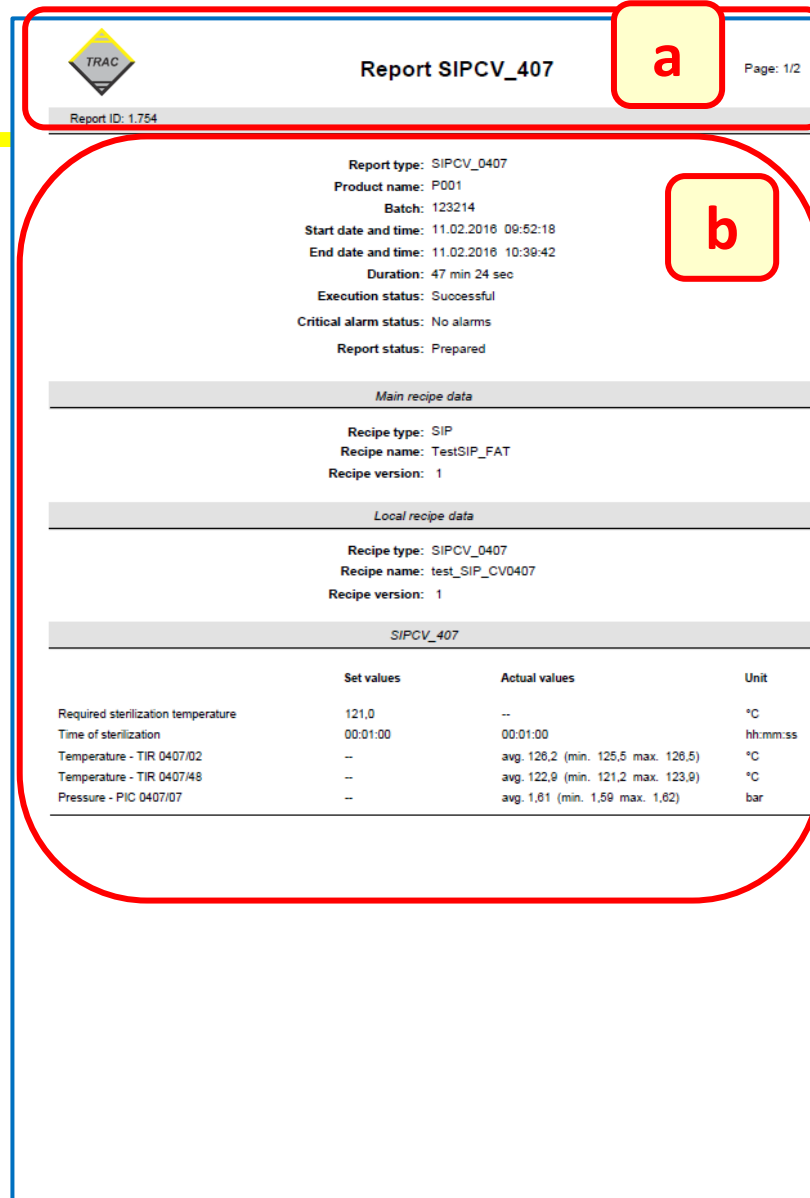 TRAC
Report SIPCV_407
a
Page: 1/2
Report ID: 1.754
b
Report type: SIPCV_0407
Product name: P001
Batch: 123214
Start date and time: 11.02.2016 09:52:18
End date and time: 11.02.2016 10:39:42
Duration: 47 min 24 sec
Execution status: Successful
Critical alarm status: No alarms
Report status: Prepared
Main recipe data
Recipe type: SIP
Recipe name: TestSIP_FAT
Recipe version: 1
Local recipe data
Recipe type: SIPCV_0407
Recipe name: test_SIP_CV0407
Recipe version: 1
SIPCV_407
Set values Actual values Unit
Required sterilization temperature 121,0 -- °C
Time of sterilization 00:01:00 00:01:00 hh:mm:ss
Temperature - TIR 0407/02 -- avg. 126,2 (min. 125,5 max. 126,5) °C
Temperature - TIR 0407/48 -- avg. 122,9 (min. 121,2 max. 123,9) °C
Pressure - PIC 0407/07 -- avg. 1,61 (min. 1,59 max. 1,62) bar